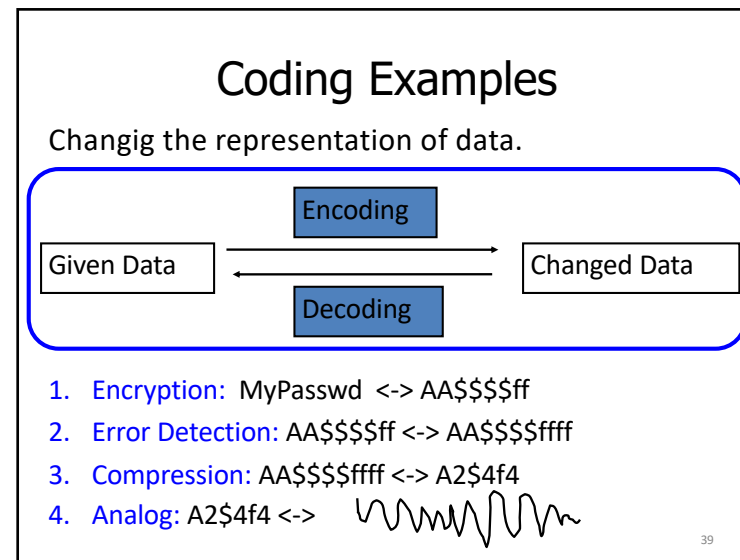 Coding Examples
Changig the representation of data.
Encoding
Given Data
Changed Data
Decoding
1. Encryption: MyPasswd <-> AA$$$$ff
2. Error Detection: AA$$$$ff <-> AA$$$$ffff
3. Compression: AA$$$$ffff <-> A2$4f4
4. Analog: A2$4f4 <->
39